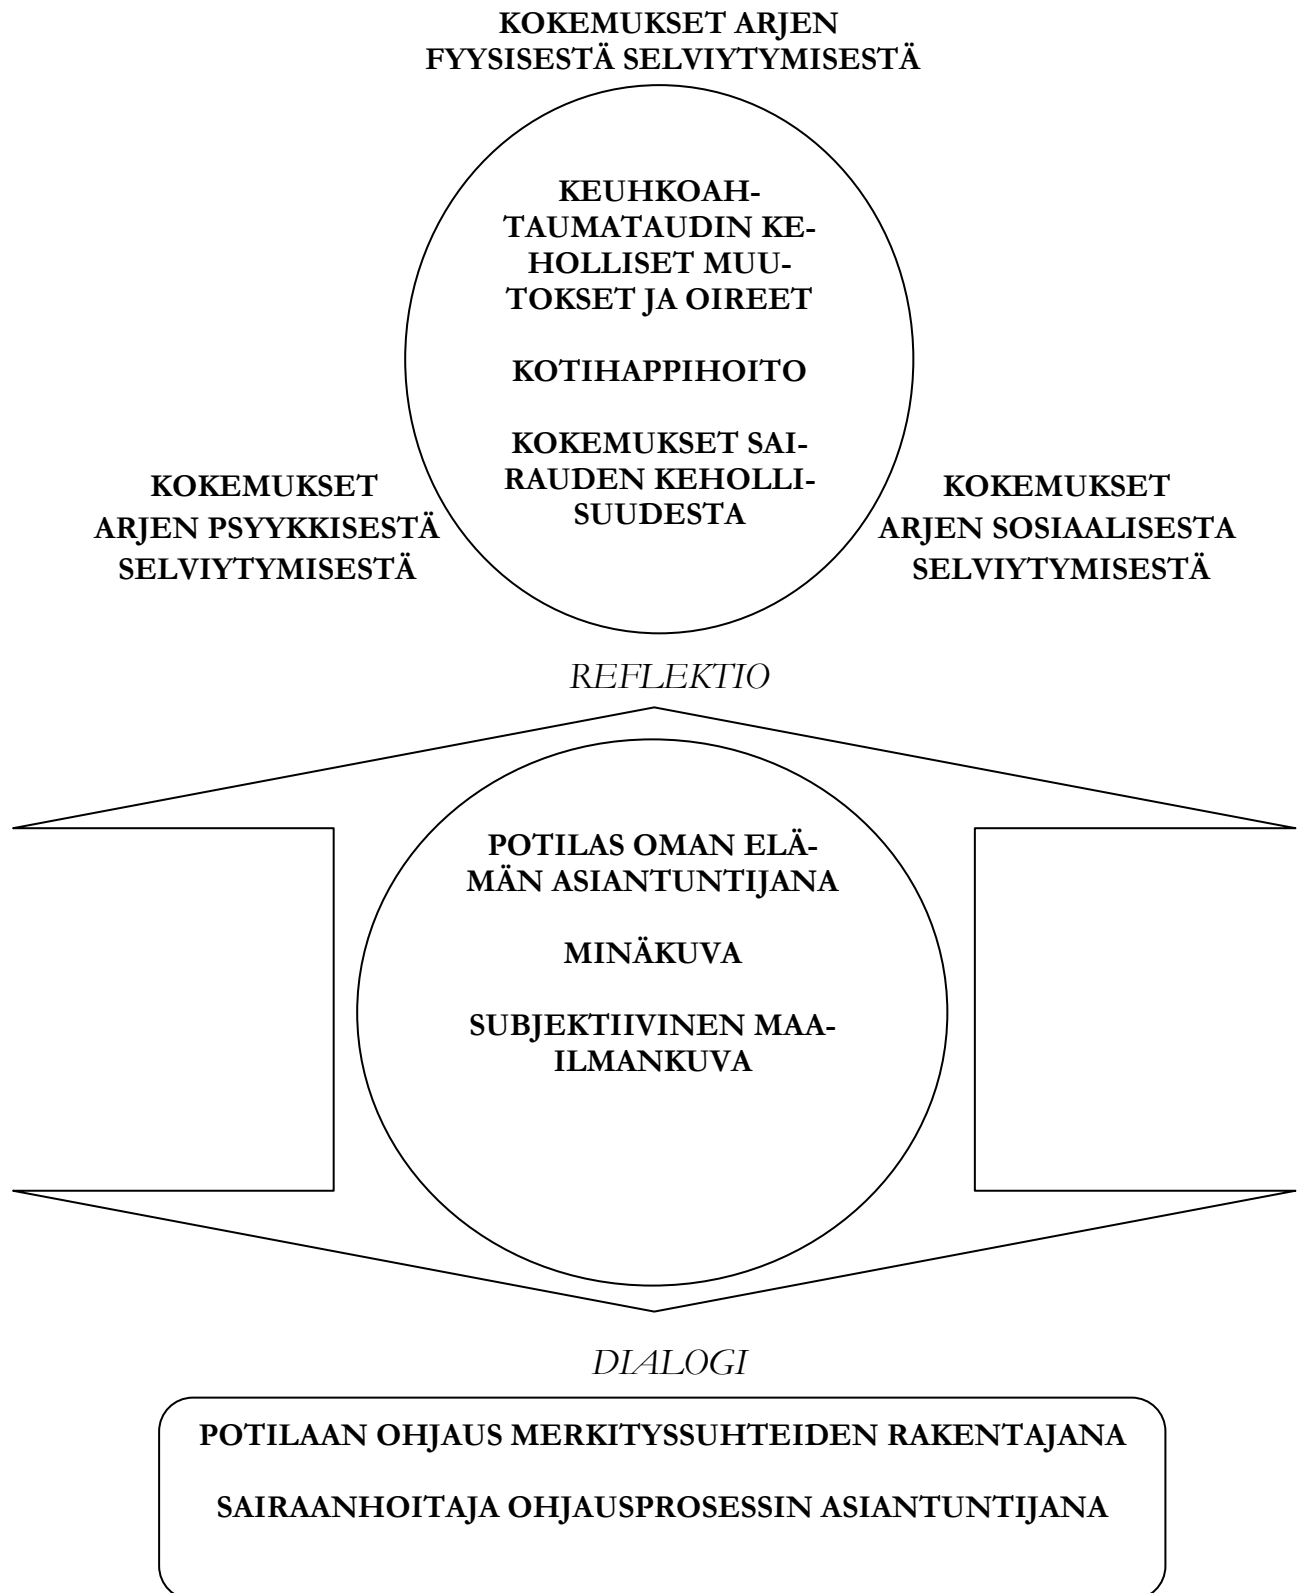 KOKEMUKSET ARJEN
FYYSISESTÄ SELVIYTYMISESTÄ
KEUHKOAH-
TAUMATAUDIN KE-
HOLLISET MUU-
TOKSET JA OIREET
KOTIHAPPIHOITO
KOKEMUKSET SAI-
RAUDEN KEHOLLI-
SUUDESTA
KOKEMUKSET
ARJEN PSYYKKISESTÄ
SELVIYTYMISESTÄ
KOKEMUKSET
ARJEN SOSIAALISESTA
SELVIYTYMISESTÄ
REFLEKTIO
POTILAS OMAN ELÄ-
MÄN ASIANTUNTIJANA
MINÄKUVA
SUBJEKTIIVINEN MAA-
ILMANKUVA
DIALOGI
POTILAAN OHJAUS MERKITYSSUHTEIDEN RAKENTAJANA
SAIRAANHOITAJA OHJAUSPROSESSIN ASIANTUNTIJANA